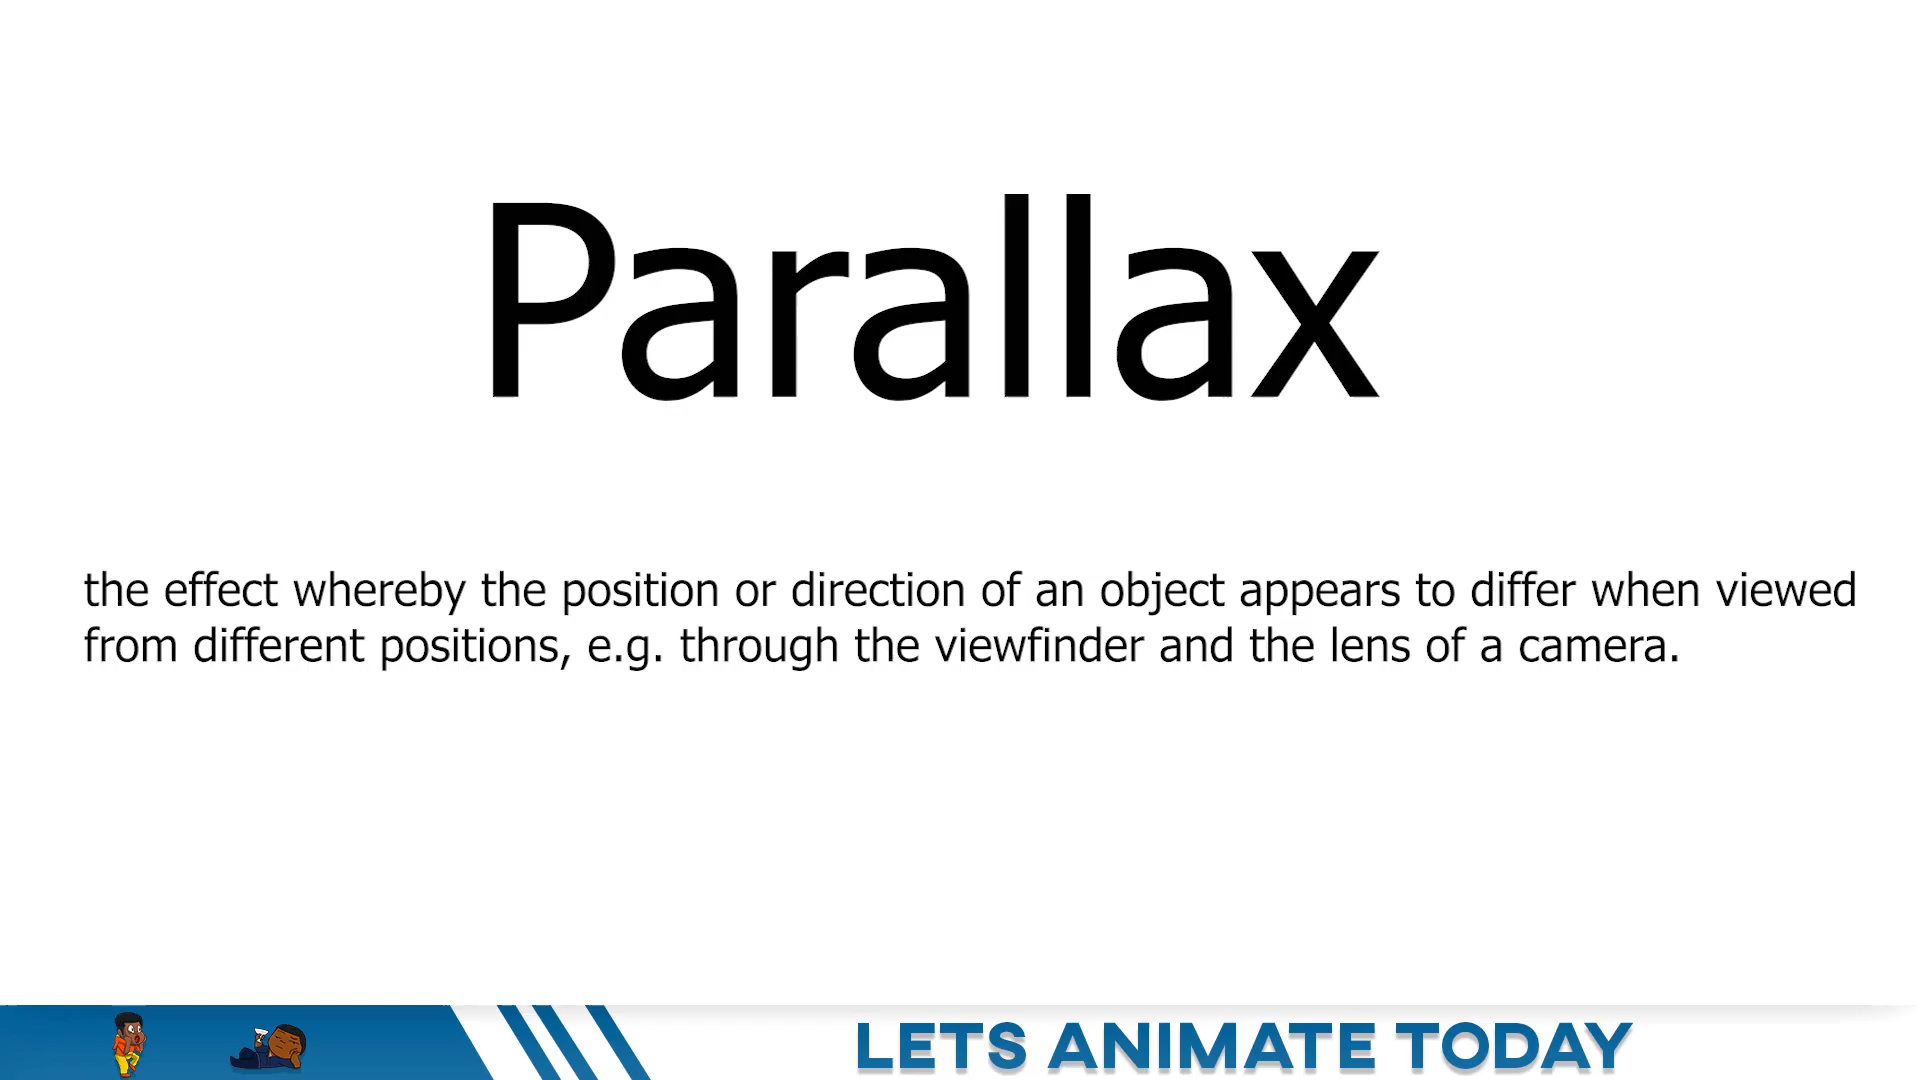 Parallax
the effect whereby the position or direction of an object appears to differ when viewed
from different positions, e.g. through the viewfinder and the lens of a camera.
LETS ANIMATE TODAY